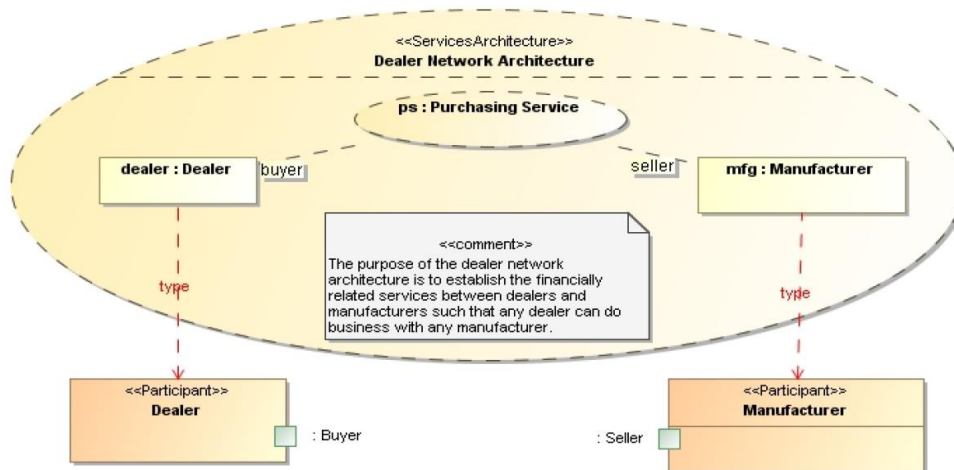 <<ServicesArchitecture>>
Dealer Network Architecture
ps : Purchasing Service
dealer : Dealer
buyer
seller
mfg : Manufacturer
<<comment>>
The purpose of the dealer network
architecture is to establish the financially
related services between dealers and
manufacturers such that any dealer can do
business with any manufacturer.
type
type
<<Participant>>
Dealer
: Buyer
: Seller
<<Participant>>
Manufacturer